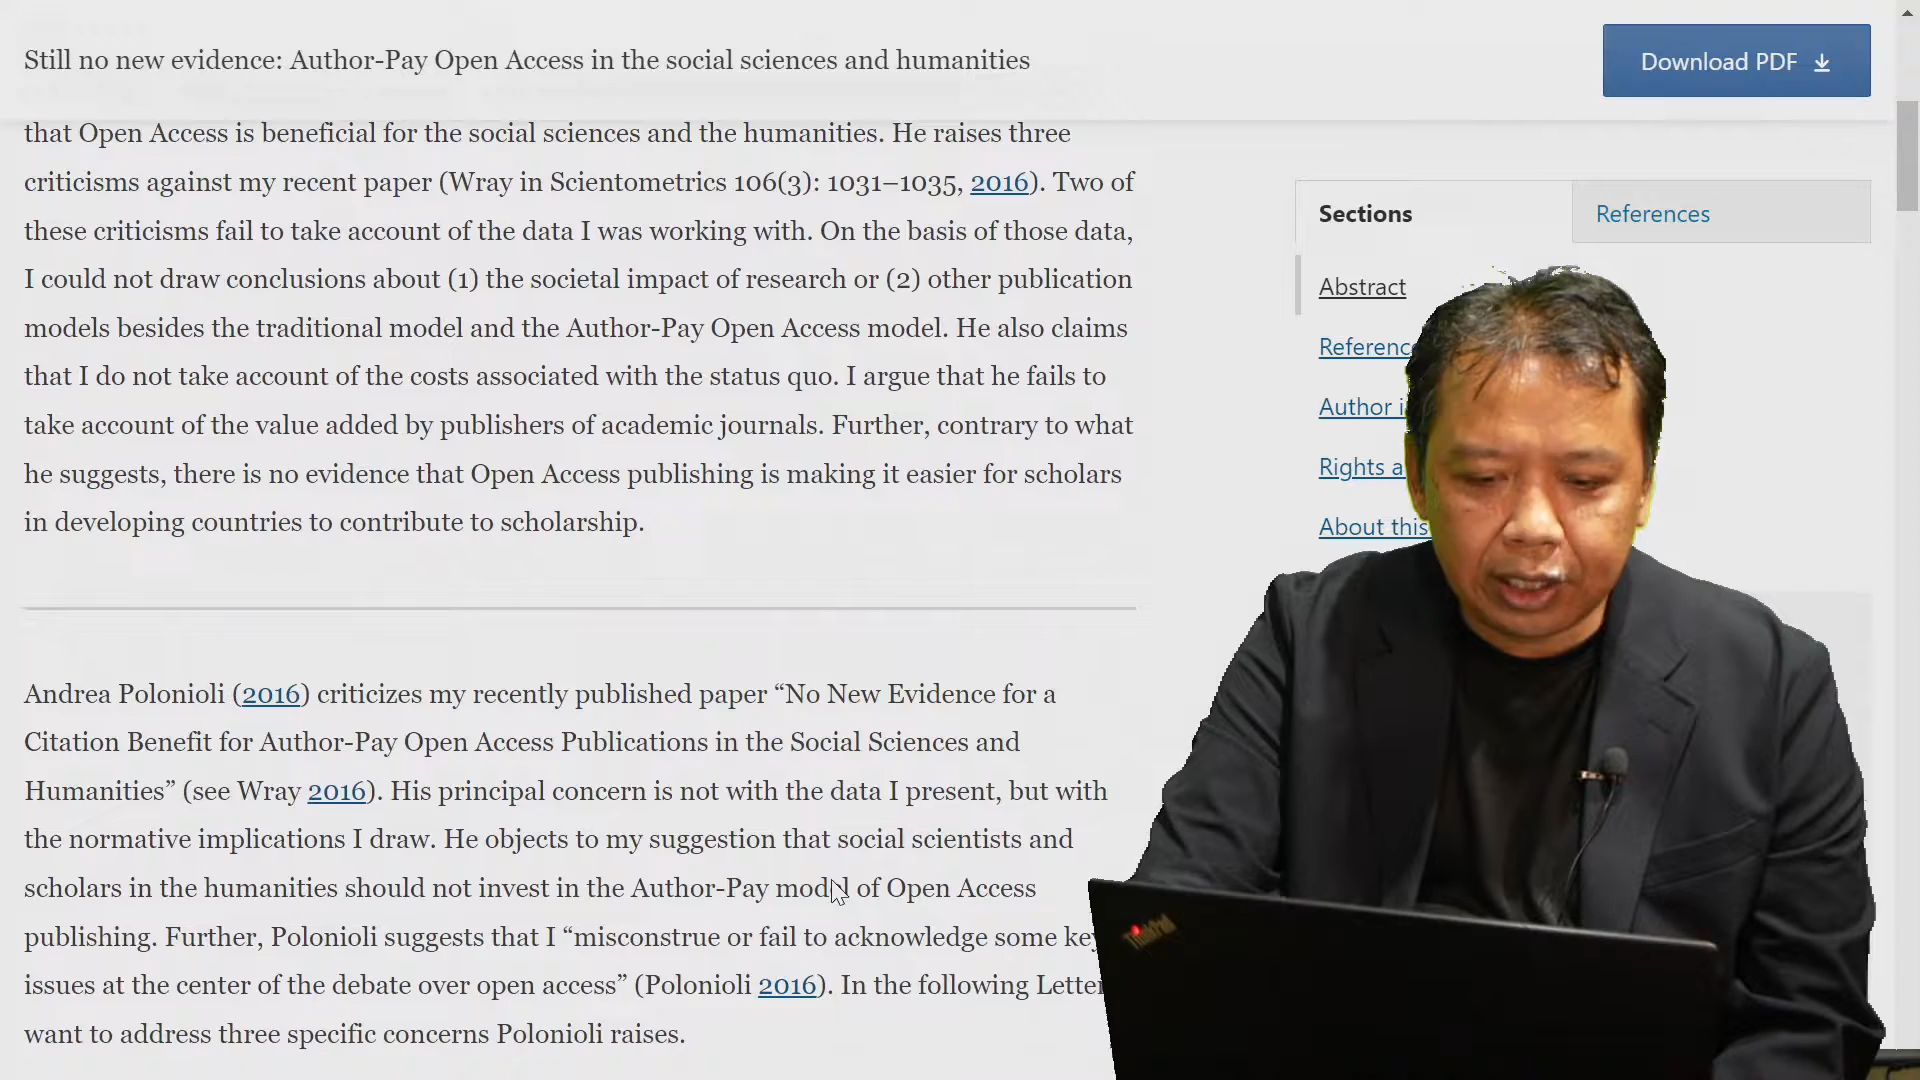 Still no new evidence: Author-Pay Open Access in the social sciences and humanities
Download PDF
that Open Access is beneficial for the social sciences and the humanities. He raises three
criticisms against my recent paper (Wray in Scientometrics 106(3): 1031–1035, 2016). Two of
these criticisms fail to take account of the data I was working with. On the basis of those data,
I could not draw conclusions about (1) the societal impact of research or (2) other publication
models besides the traditional model and the Author-Pay Open Access model. He also claims
that I do not take account of the costs associated with the status quo. I argue that he fails to
take account of the value added by publishers of academic journals. Further, contrary to what
he suggests, there is no evidence that Open Access publishing is making it easier for scholars
in developing countries to contribute to scholarship.
Andrea Polonioli (2016) criticizes my recently published paper “No New Evidence for a
Citation Benefit for Author-Pay Open Access Publications in the Social Sciences and
Humanities” (see Wray 2016). His principal concern is not with the data I present, but with
the normative implications I draw. He objects to my suggestion that social scientists and
scholars in the humanities should not invest in the Author-Pay model of Open Access
publishing. Further, Polonioli suggests that I “misconstrue or fail to acknowledge some key
issues at the center of the debate over open access” (Polonioli 2016). In the following Letter
want to address three specific concerns Polonioli raises.
Sections
References
Abstract
Referenc
Author i
Rights a
About this
ThinkPad